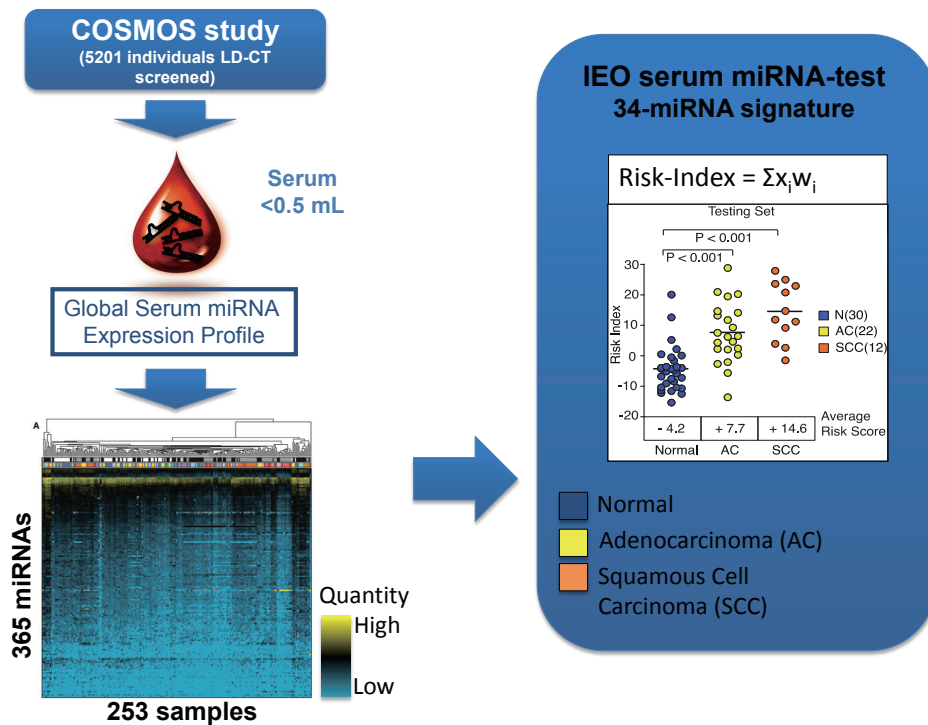 COSMOS study
(5201 individuals LD-CT
screened)
Serum
<0.5 mL
Global Serum miRNA
Expression Profile
A
365 miRNAs
253 samples
Quantity
High
Low
IEO serum miRNA-test
34-miRNA signature
Risk-Index = Σxᵢwᵢ
Testing Set
P < 0.001
P < 0.001
30
20
10
0
-10
-20
Risk Index
N(30)
AC(22)
SCC(12)
- 4.2 + 7.7 + 14.6
Average
Risk Score
Normal AC SCC
Normal
Adenocarcinoma (AC)
Squamous Cell
Carcinoma (SCC)